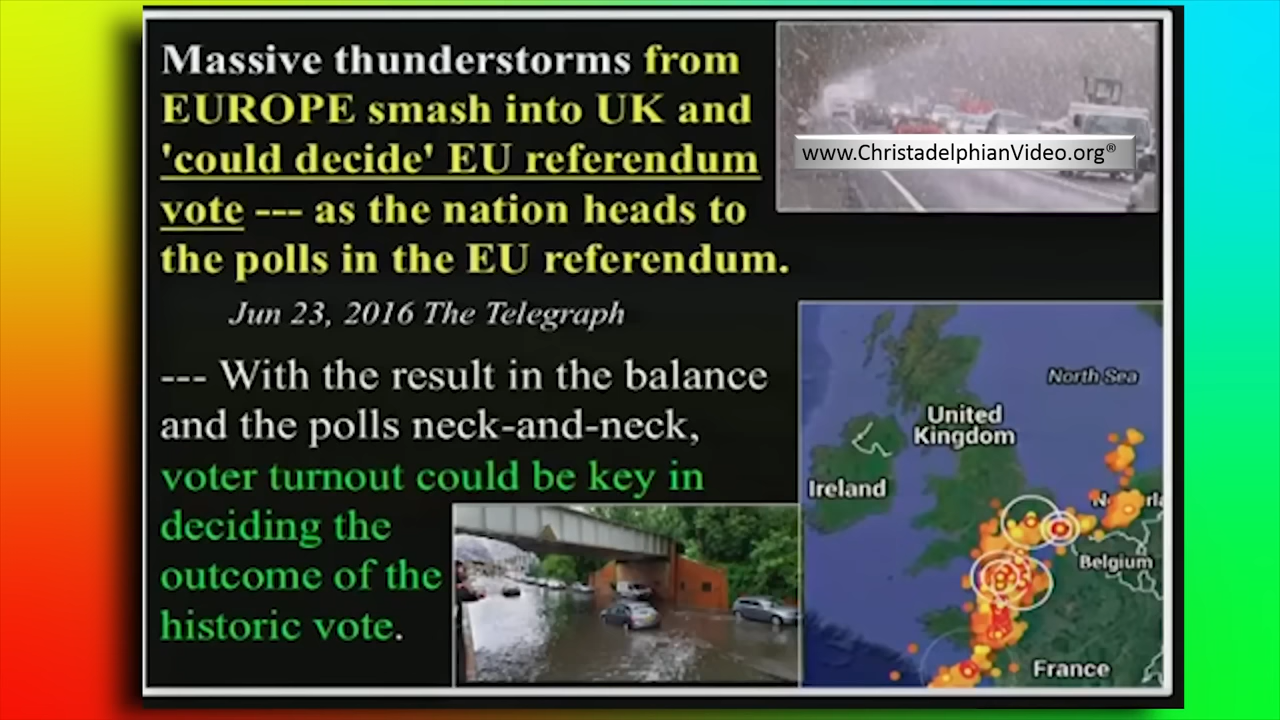 Massive thunderstorms from
EUROPE smash into UK and
'could decide' EU referendum
vote --- as the nation heads to
the polls in the EU referendum.
Jun 23, 2016 The Telegraph
--- With the result in the balance
and the polls neck-and-neck,
voter turnout could be key in
deciding the
outcome of the
historic vote.
www.ChristadelphianVideo.org®
North Sea
United
Kingdom
Ireland
Belgium
France